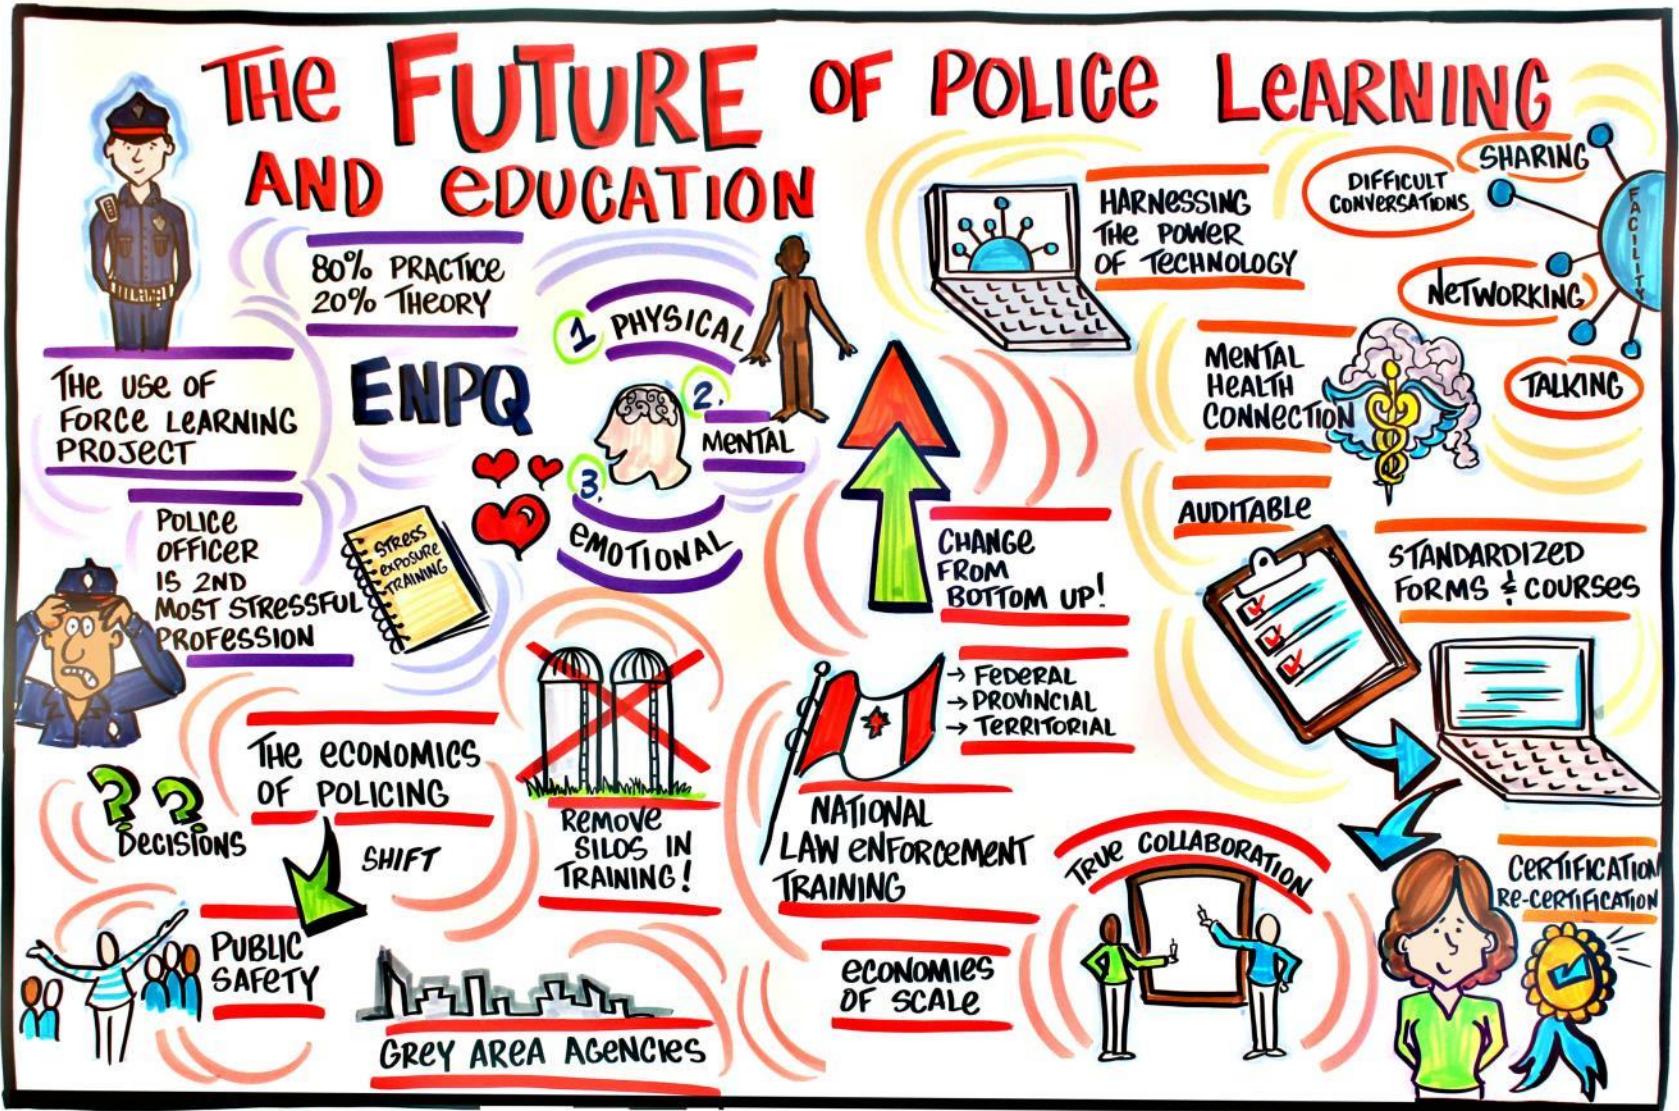 THE FUTURE OF POLICE LEARNING
AND EDUCATION
80% PRACTICE
20% THEORY
THE USE OF
FORCE LEARNING
PROJECT
ENPQ
1 PHYSICAL
2.
MENTAL
3.
EMOTIONAL
POLICE
OFFICER
IS 2ND
MOST STRESSFUL
PROFESSION
STRESS
EXPOSURE
TRAINING
HARNESSING
THE POWER
OF TECHNOLOGY
DIFFICULT
CONVERSATIONS
SHARING
FACILITY
NETWORKING
TALKING
MENTAL
HEALTH
CONNECTION
AUDITABLE
STANDARDIZED
FORMS & COURSES
CHANGE
FROM
BOTTOM UP!
→ FEDERAL
→ PROVINCIAL
→ TERRITORIAL
NATIONAL
LAW ENFORCEMENT
TRAINING
THE ECONOMICS
OF POLICING
?? DECISIONS
SHIFT
PUBLIC
SAFETY
REMOVE
SILOS IN
TRAINING!
GREY AREA AGENCIES
ECONOMIES
OF SCALE
TRUE COLLABORATION
CERTIFICATION
RE-CERTIFICATION